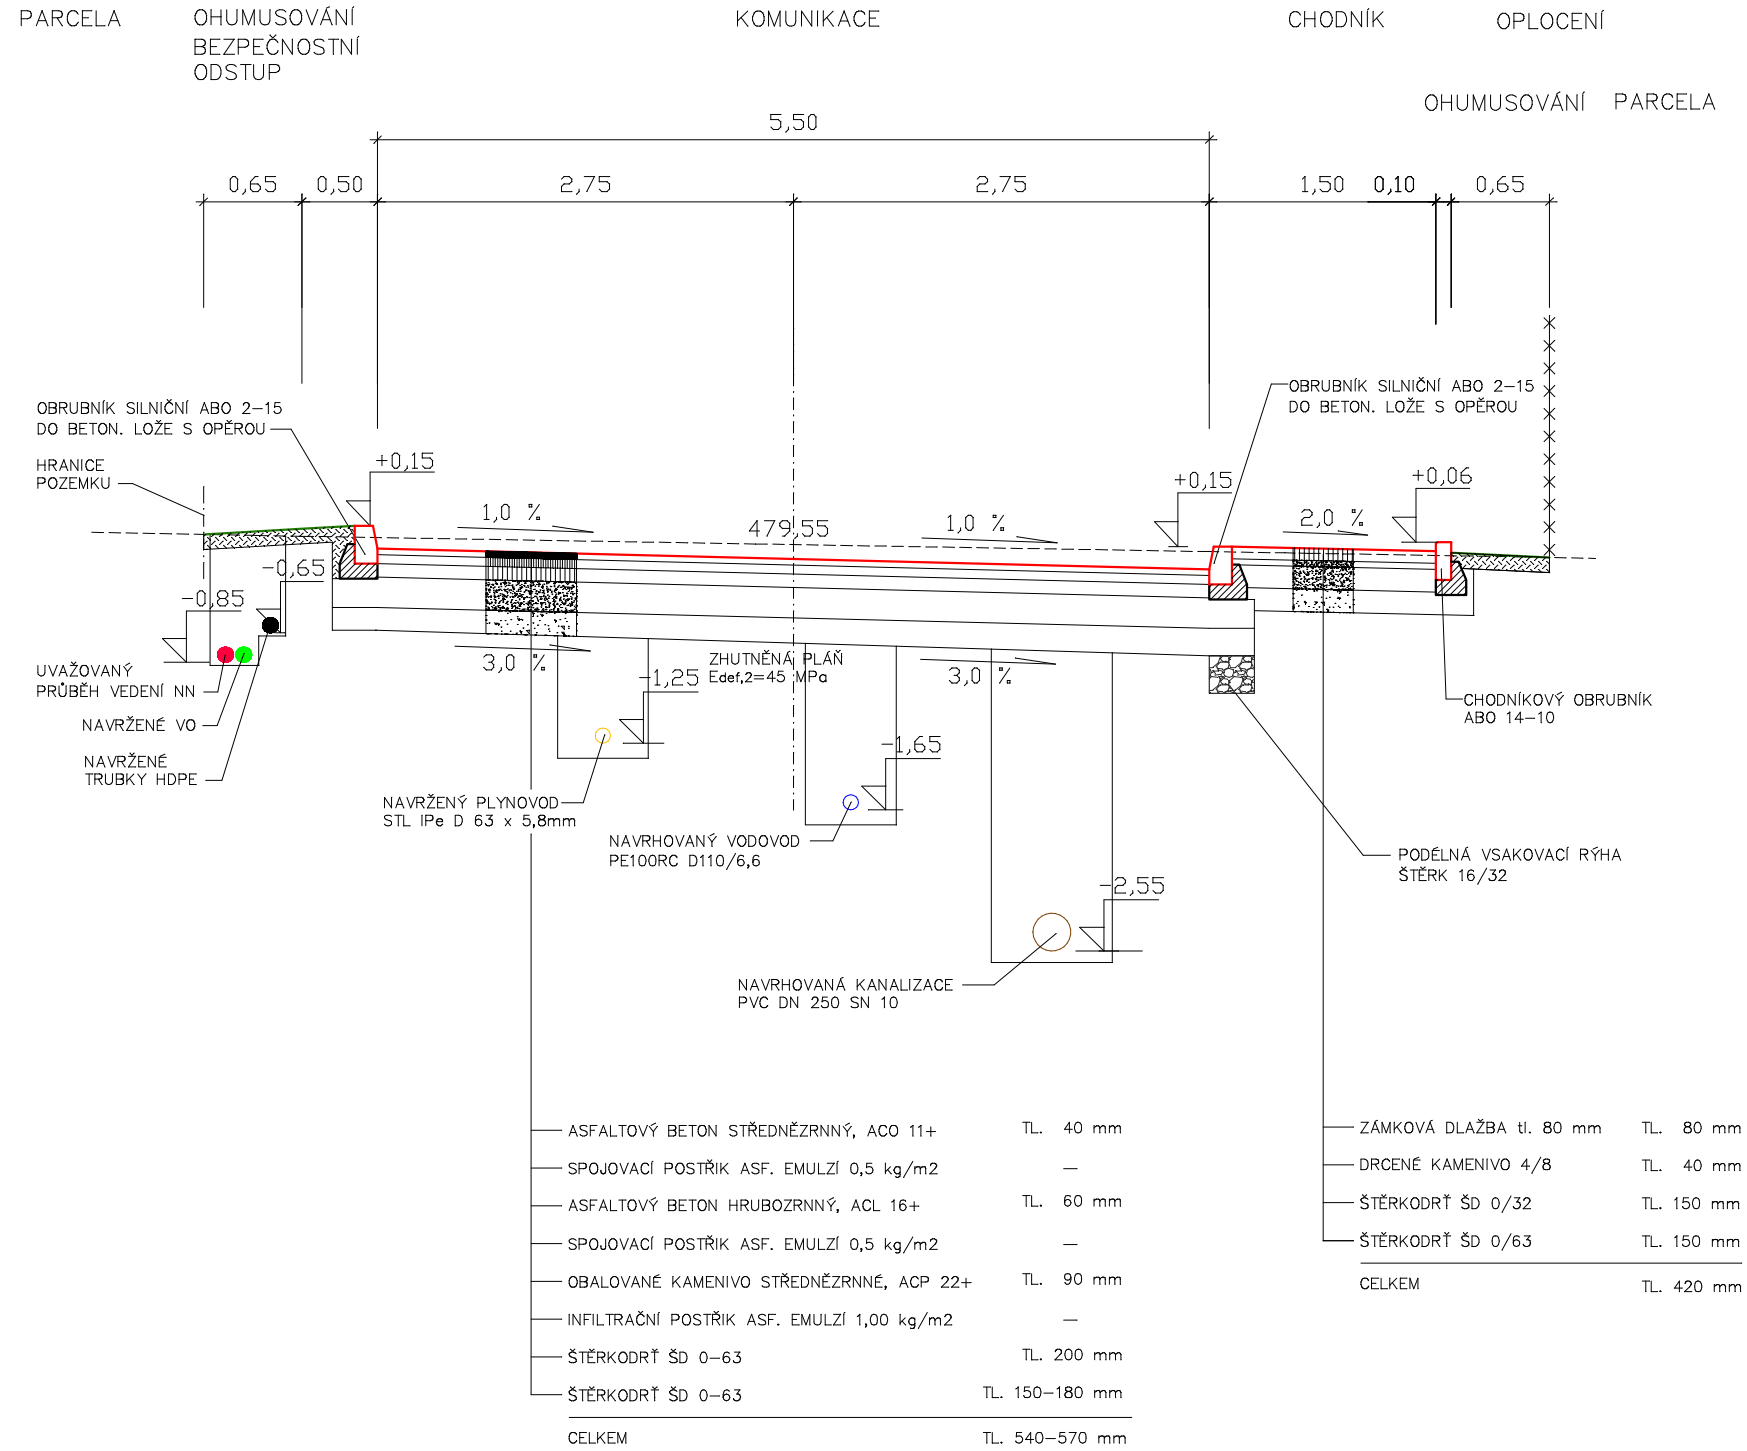 PARCELA
OHUMUSOVÁNÍ
BEZPEČNOSTNÍ
ODSTUP
KOMUNIKACE
CHODNÍK
OPLOCENÍ
OHUMUSOVÁNÍ
PARCELA
5,50
0,65
0,50
2,75
2,75
1,50
0,10
0,65
OBRUBNÍK SILNIČNÍ ABO 2-15
DO BETON. LOŽE S OPĚROU
HRANICE
POZEMKU
OBRUBNÍK SILNIČNÍ ABO 2-15
DO BETON. LOŽE S OPĚROU
+0,15
+0,15
+0,06
1,0 %
479,55
1,0 %
2,0 %
-0,65
-0,85
3,0 %
ZHUTNĚNÁ PLÁŇ
Edef,2=45 MPa
3,0 %
-1,25
-1,65
-2,55
UVAŽOVANÝ
PRŮBĚH VEDENÍ NN
NAVRŽENÉ VO
NAVRŽENÉ
TRUBKY HDPE
NAVRŽENÝ PLYNOVOD
STL IPe D 63 x 5,8mm
NAVRHOVANÝ VODOVOD
PE100RC D110/6,6
NAVRHOVANÁ KANALIZACE
PVC DN 250 SN 10
CHODNÍKOVÝ OBRUBNÍK
ABO 14-10
PODÉLNÁ VSAKOVACÍ RÝHA
ŠTĚRK 16/32
ASFALTOVÝ BETON STŘEDNĚZRNNÝ, ACO 11+ TL. 40 mm
SPOJOVACÍ POSTŘIK ASF. EMULZÍ 0,5 kg/m2 —
ASFALTOVÝ BETON HRUBOZRNNÝ, ACL 16+ TL. 60 mm
SPOJOVACÍ POSTŘIK ASF. EMULZÍ 0,5 kg/m2 —
OBALOVANÉ KAMENIVO STŘEDNĚZRNNÉ, ACP 22+ TL. 90 mm
INFILTRAČNÍ POSTŘIK ASF. EMULZÍ 1,00 kg/m2 —
ŠTĚRKODRŤ ŠD 0-63 TL. 200 mm
ŠTĚRKODRŤ ŠD 0-63 TL. 150-180 mm
CELKEM TL. 540-570 mm
ZÁMKOVÁ DLAŽBA tl. 80 mm TL. 80 mm
DRCENÉ KAMENIVO 4/8 TL. 40 mm
ŠTĚRKODRŤ ŠD 0/32 TL. 150 mm
ŠTĚRKODRŤ ŠD 0/63 TL. 150 mm
CELKEM TL. 420 mm